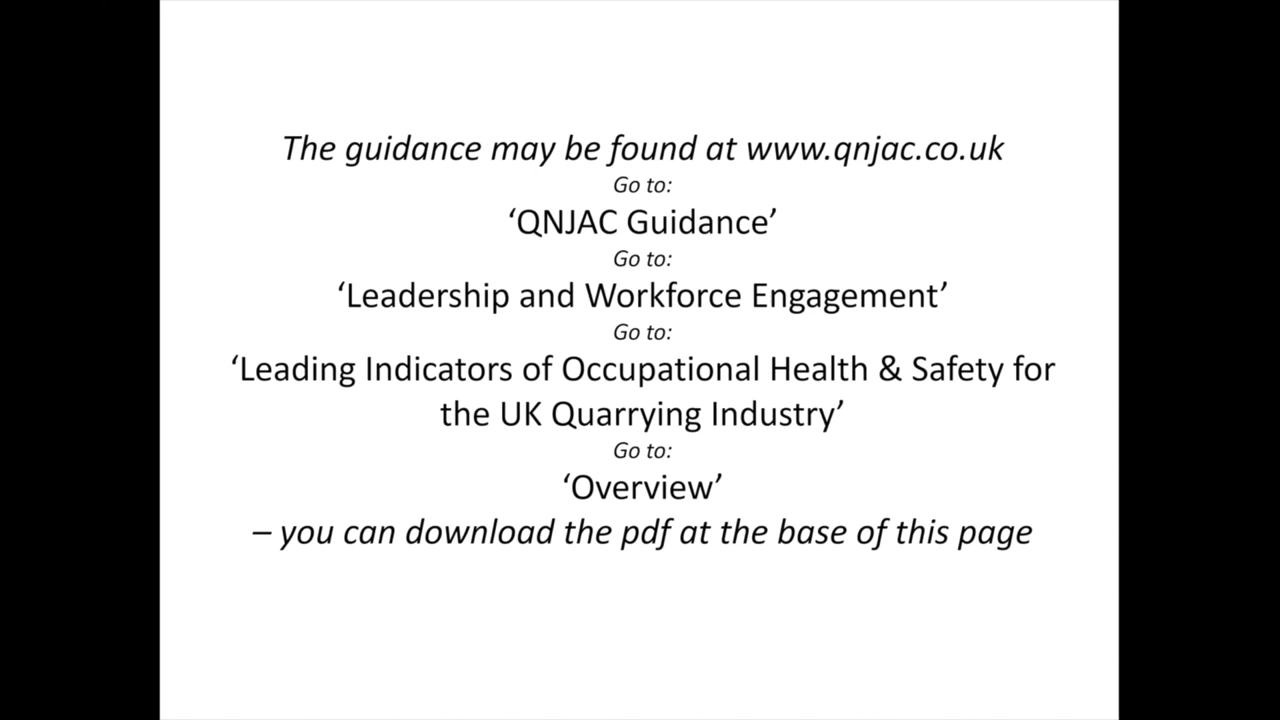 The guidance may be found at www.qnjac.co.uk
Go to:
‘QNJAC Guidance’
Go to:
‘Leadership and Workforce Engagement’
Go to:
‘Leading Indicators of Occupational Health & Safety for
the UK Quarrying Industry’
Go to:
‘Overview’
– you can download the pdf at the base of this page